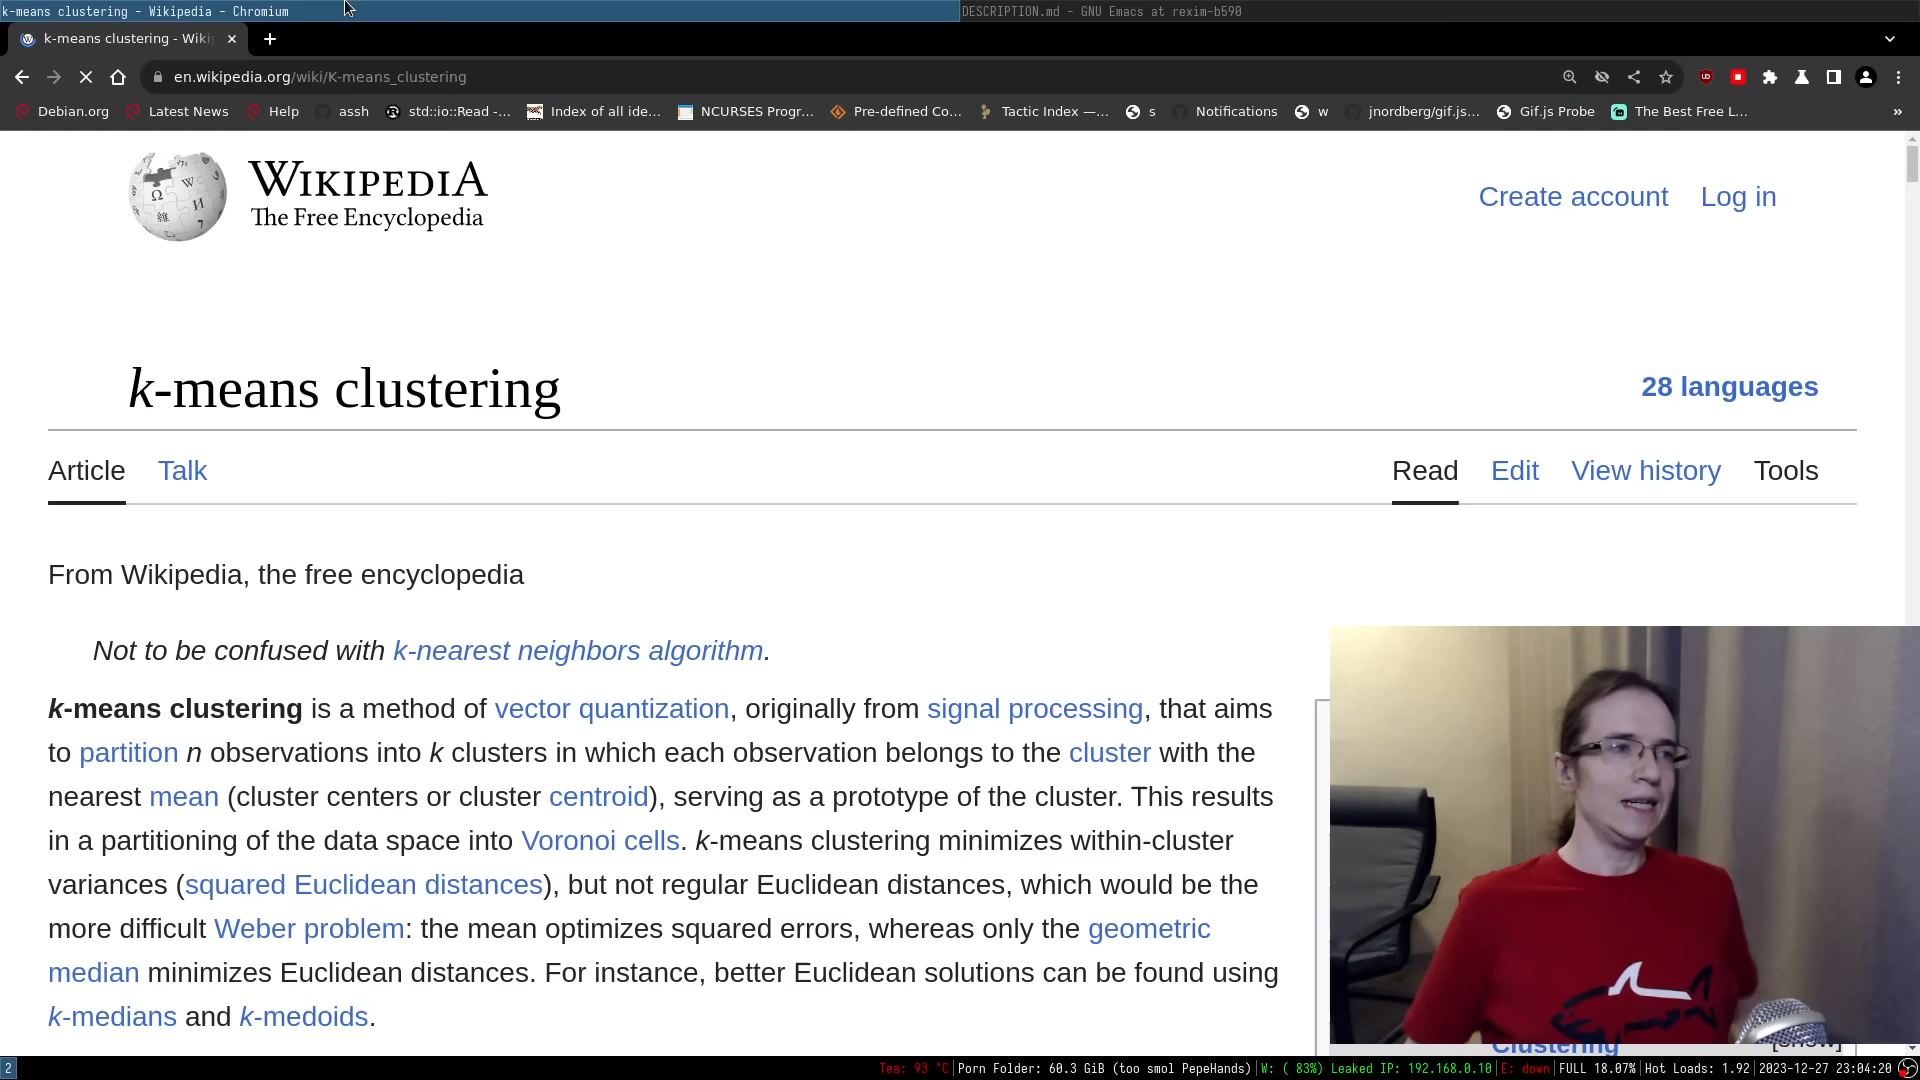 k-means clustering - Wikipedia - Chromium
DESCRIPTION.md - GNU Emacs at rexim-b590
k-means clustering - Wiki
en.wikipedia.org/wiki/K-means_clustering
Debian.org
Latest News
Help
assh
std::io::Read -...
Index of all ide...
NCURSES Progr...
Pre-defined Co...
Tactic Index —...
s
Notifications
w
jnordberg/gif.js...
Gif.js Probe
The Best Free L...
»
WIKIPEDIA
The Free Encyclopedia
Create account
Log in
k-means clustering
28 languages
Article
Talk
Read
Edit
View history
Tools
From Wikipedia, the free encyclopedia
Not to be confused with k-nearest neighbors algorithm.
k-means clustering is a method of vector quantization, originally from signal processing, that aims
to partition n observations into k clusters in which each observation belongs to the cluster with the
nearest mean (cluster centers or cluster centroid), serving as a prototype of the cluster. This results
in a partitioning of the data space into Voronoi cells. k-means clustering minimizes within-cluster
variances (squared Euclidean distances), but not regular Euclidean distances, which would be the
more difficult Weber problem: the mean optimizes squared errors, whereas only the geometric
median minimizes Euclidean distances. For instance, better Euclidean solutions can be found using
k-medians and k-medoids.
Clustering
[show]
2
Tea: 93 °C|Porn Folder: 60.3 GiB (too smol PepeHands)|W: ( 83%) Leaked IP: 192.168.0.10|E: down|FULL 18.07%|Hot Loads: 1.92|2023-12-27 23:04:20